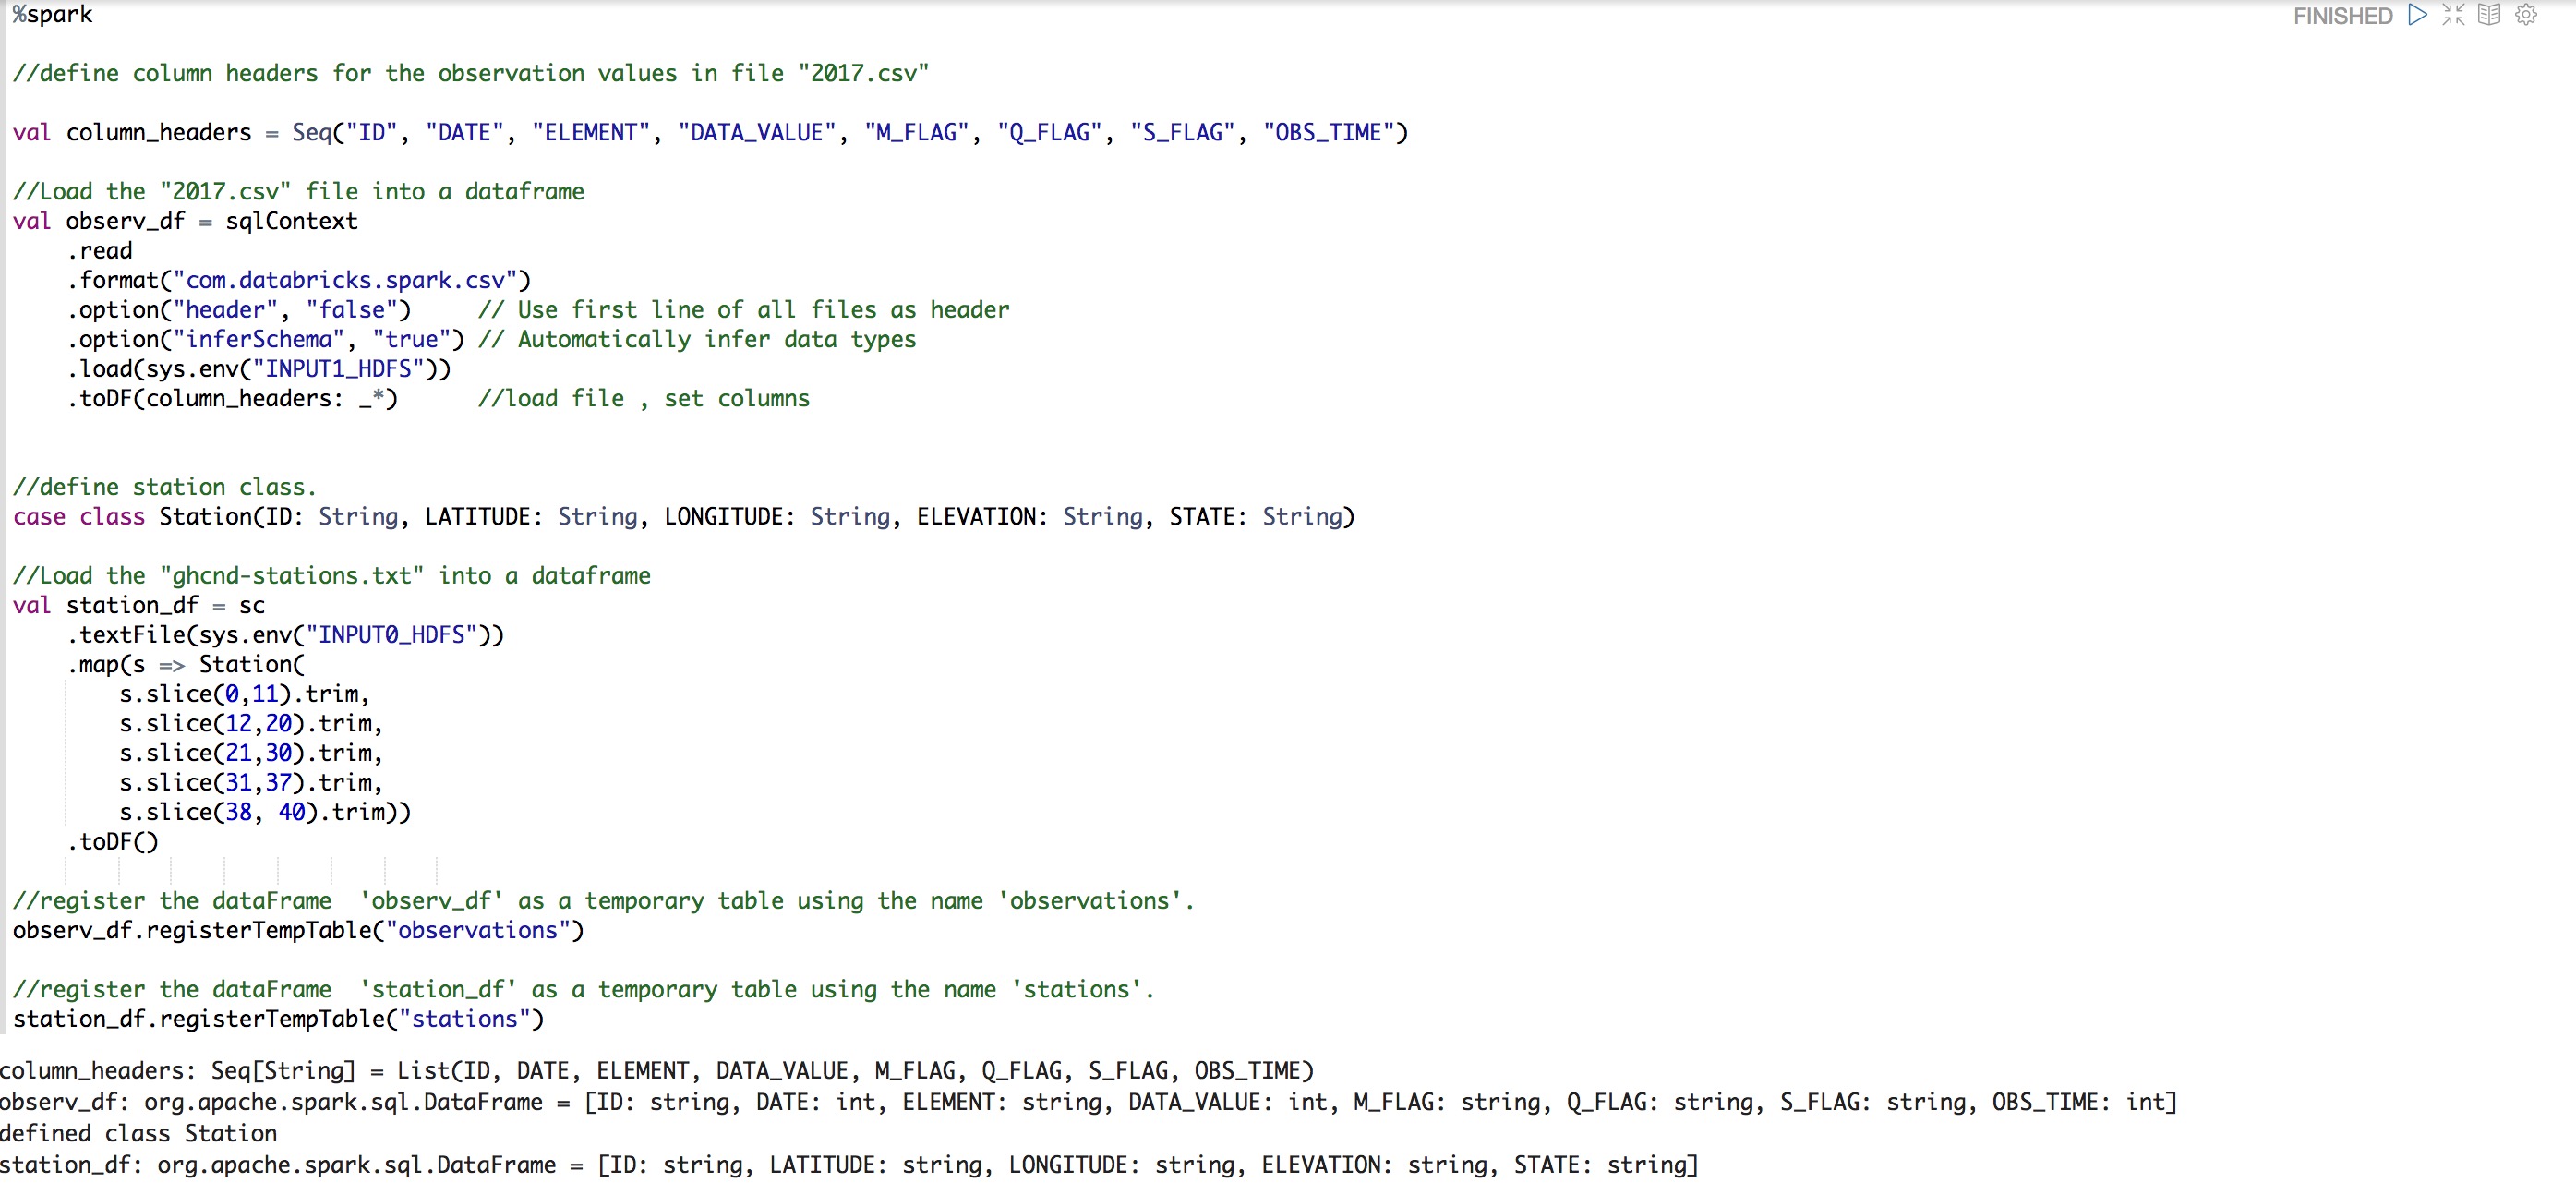 %spark
FINISHED
//define column headers for the observation values in file "2017.csv"
val column_headers = Seq("ID", "DATE", "ELEMENT", "DATA_VALUE", "M_FLAG", "Q_FLAG", "S_FLAG", "OBS_TIME")
//Load the "2017.csv" file into a dataframe
val observ_df = sqlContext
.read
.format("com.databricks.spark.csv")
.option("header", "false")     // Use first line of all files as header
.option("inferSchema", "true") // Automatically infer data types
.load(sys.env("INPUT1_HDFS"))
.toDF(column_headers: _*)      //load file , set columns
//define station class.
case class Station(ID: String, LATITUDE: String, LONGITUDE: String, ELEVATION: String, STATE: String)
//Load the "ghcnd-stations.txt" into a dataframe
val station_df = sc
.textFile(sys.env("INPUT0_HDFS"))
.map(s => Station(
s.slice(0,11).trim,
s.slice(12,20).trim,
s.slice(21,30).trim,
s.slice(31,37).trim,
s.slice(38, 40).trim))
.toDF()
//register the dataFrame  'observ_df' as a temporary table using the name 'observations'.
observ_df.registerTempTable("observations")
//register the dataFrame  'station_df' as a temporary table using the name 'stations'.
station_df.registerTempTable("stations")
column_headers: Seq[String] = List(ID, DATE, ELEMENT, DATA_VALUE, M_FLAG, Q_FLAG, S_FLAG, OBS_TIME)
observ_df: org.apache.spark.sql.DataFrame = [ID: string, DATE: int, ELEMENT: string, DATA_VALUE: int, M_FLAG: string, Q_FLAG: string, S_FLAG: string, OBS_TIME: int]
defined class Station
station_df: org.apache.spark.sql.DataFrame = [ID: string, LATITUDE: string, LONGITUDE: string, ELEVATION: string, STATE: string]